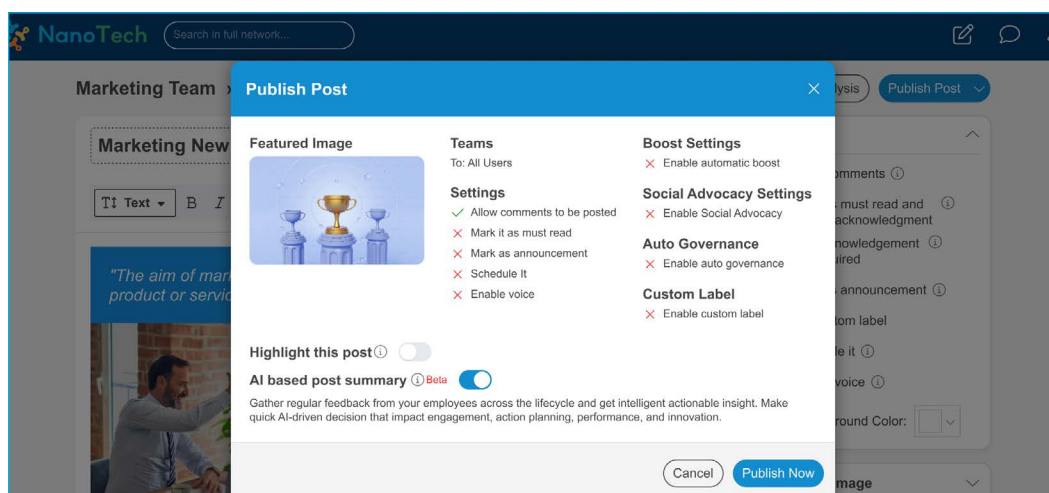 NanoTech
Search in full network...
Marketing Team
Publish Post
lysis
Publish Post
Marketing New
Featured Image
Teams
To: All Users
Settings
Allow comments to be posted
Mark it as must read
Mark as announcement
Schedule It
Enable voice
Boost Settings
Enable automatic boost
Social Advocacy Settings
Enable Social Advocacy
Auto Governance
Enable auto governance
Custom Label
Enable custom label
Text
B I
"The aim of mar
product or servic
omments
must read and
acknowledgment
nowledgement
uired
announcement
tom label
le it
voice
round Color:
mage
Highlight this post
AI based post summary Beta
Gather regular feedback from your employees across the lifecycle and get intelligent actionable insight. Make
quick AI-driven decision that impact engagement, action planning, performance, and innovation.
Cancel
Publish Now